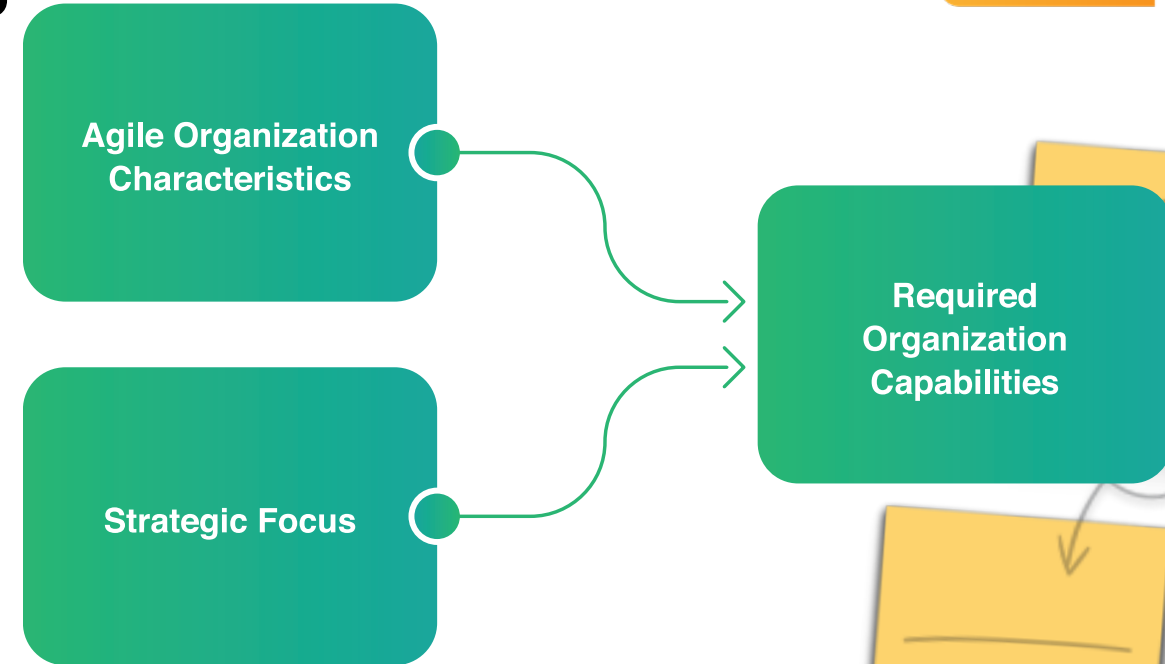 Agile Organization
Characteristics
Required
Organization
Capabilities
Strategic Focus